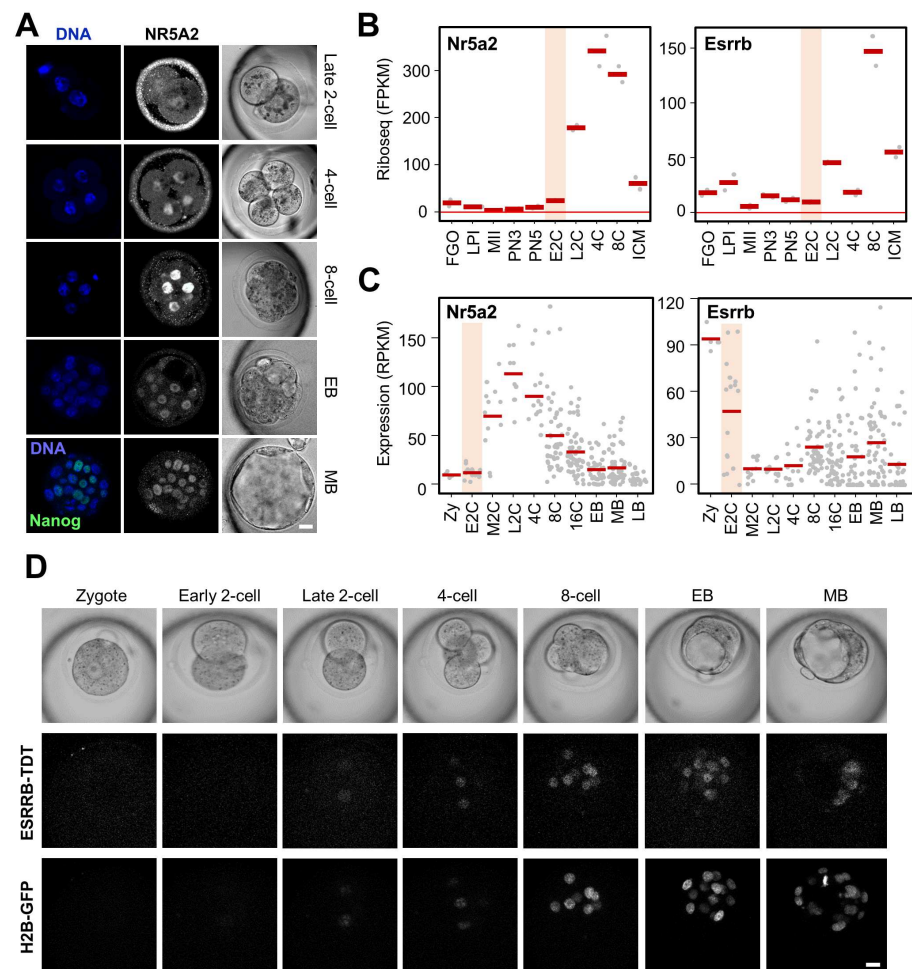 A
DNA
NR5A2
Late 2-cell
4-cell
8-cell
EB
DNA
Nanog
MB
B
Nr5a2
Riboseq (FPKM)
300
200
100
0
FGO LPI MII PN3 PN5 E2C L2C 4C 8C ICM
Esrrb
150
100
50
0
FGO LPI MII PN3 PN5 E2C L2C 4C 8C ICM
C
Nr5a2
Expression (RPKM)
150
100
50
0
Zy E2C M2C L2C 4C 8C 16C EB MB LB
Esrrb
120
90
60
30
0
Zy E2C M2C L2C 4C 8C 16C EB MB LB
D
Zygote Early 2-cell Late 2-cell 4-cell 8-cell EB MB
ESRRB-TDT
H2B-GFP